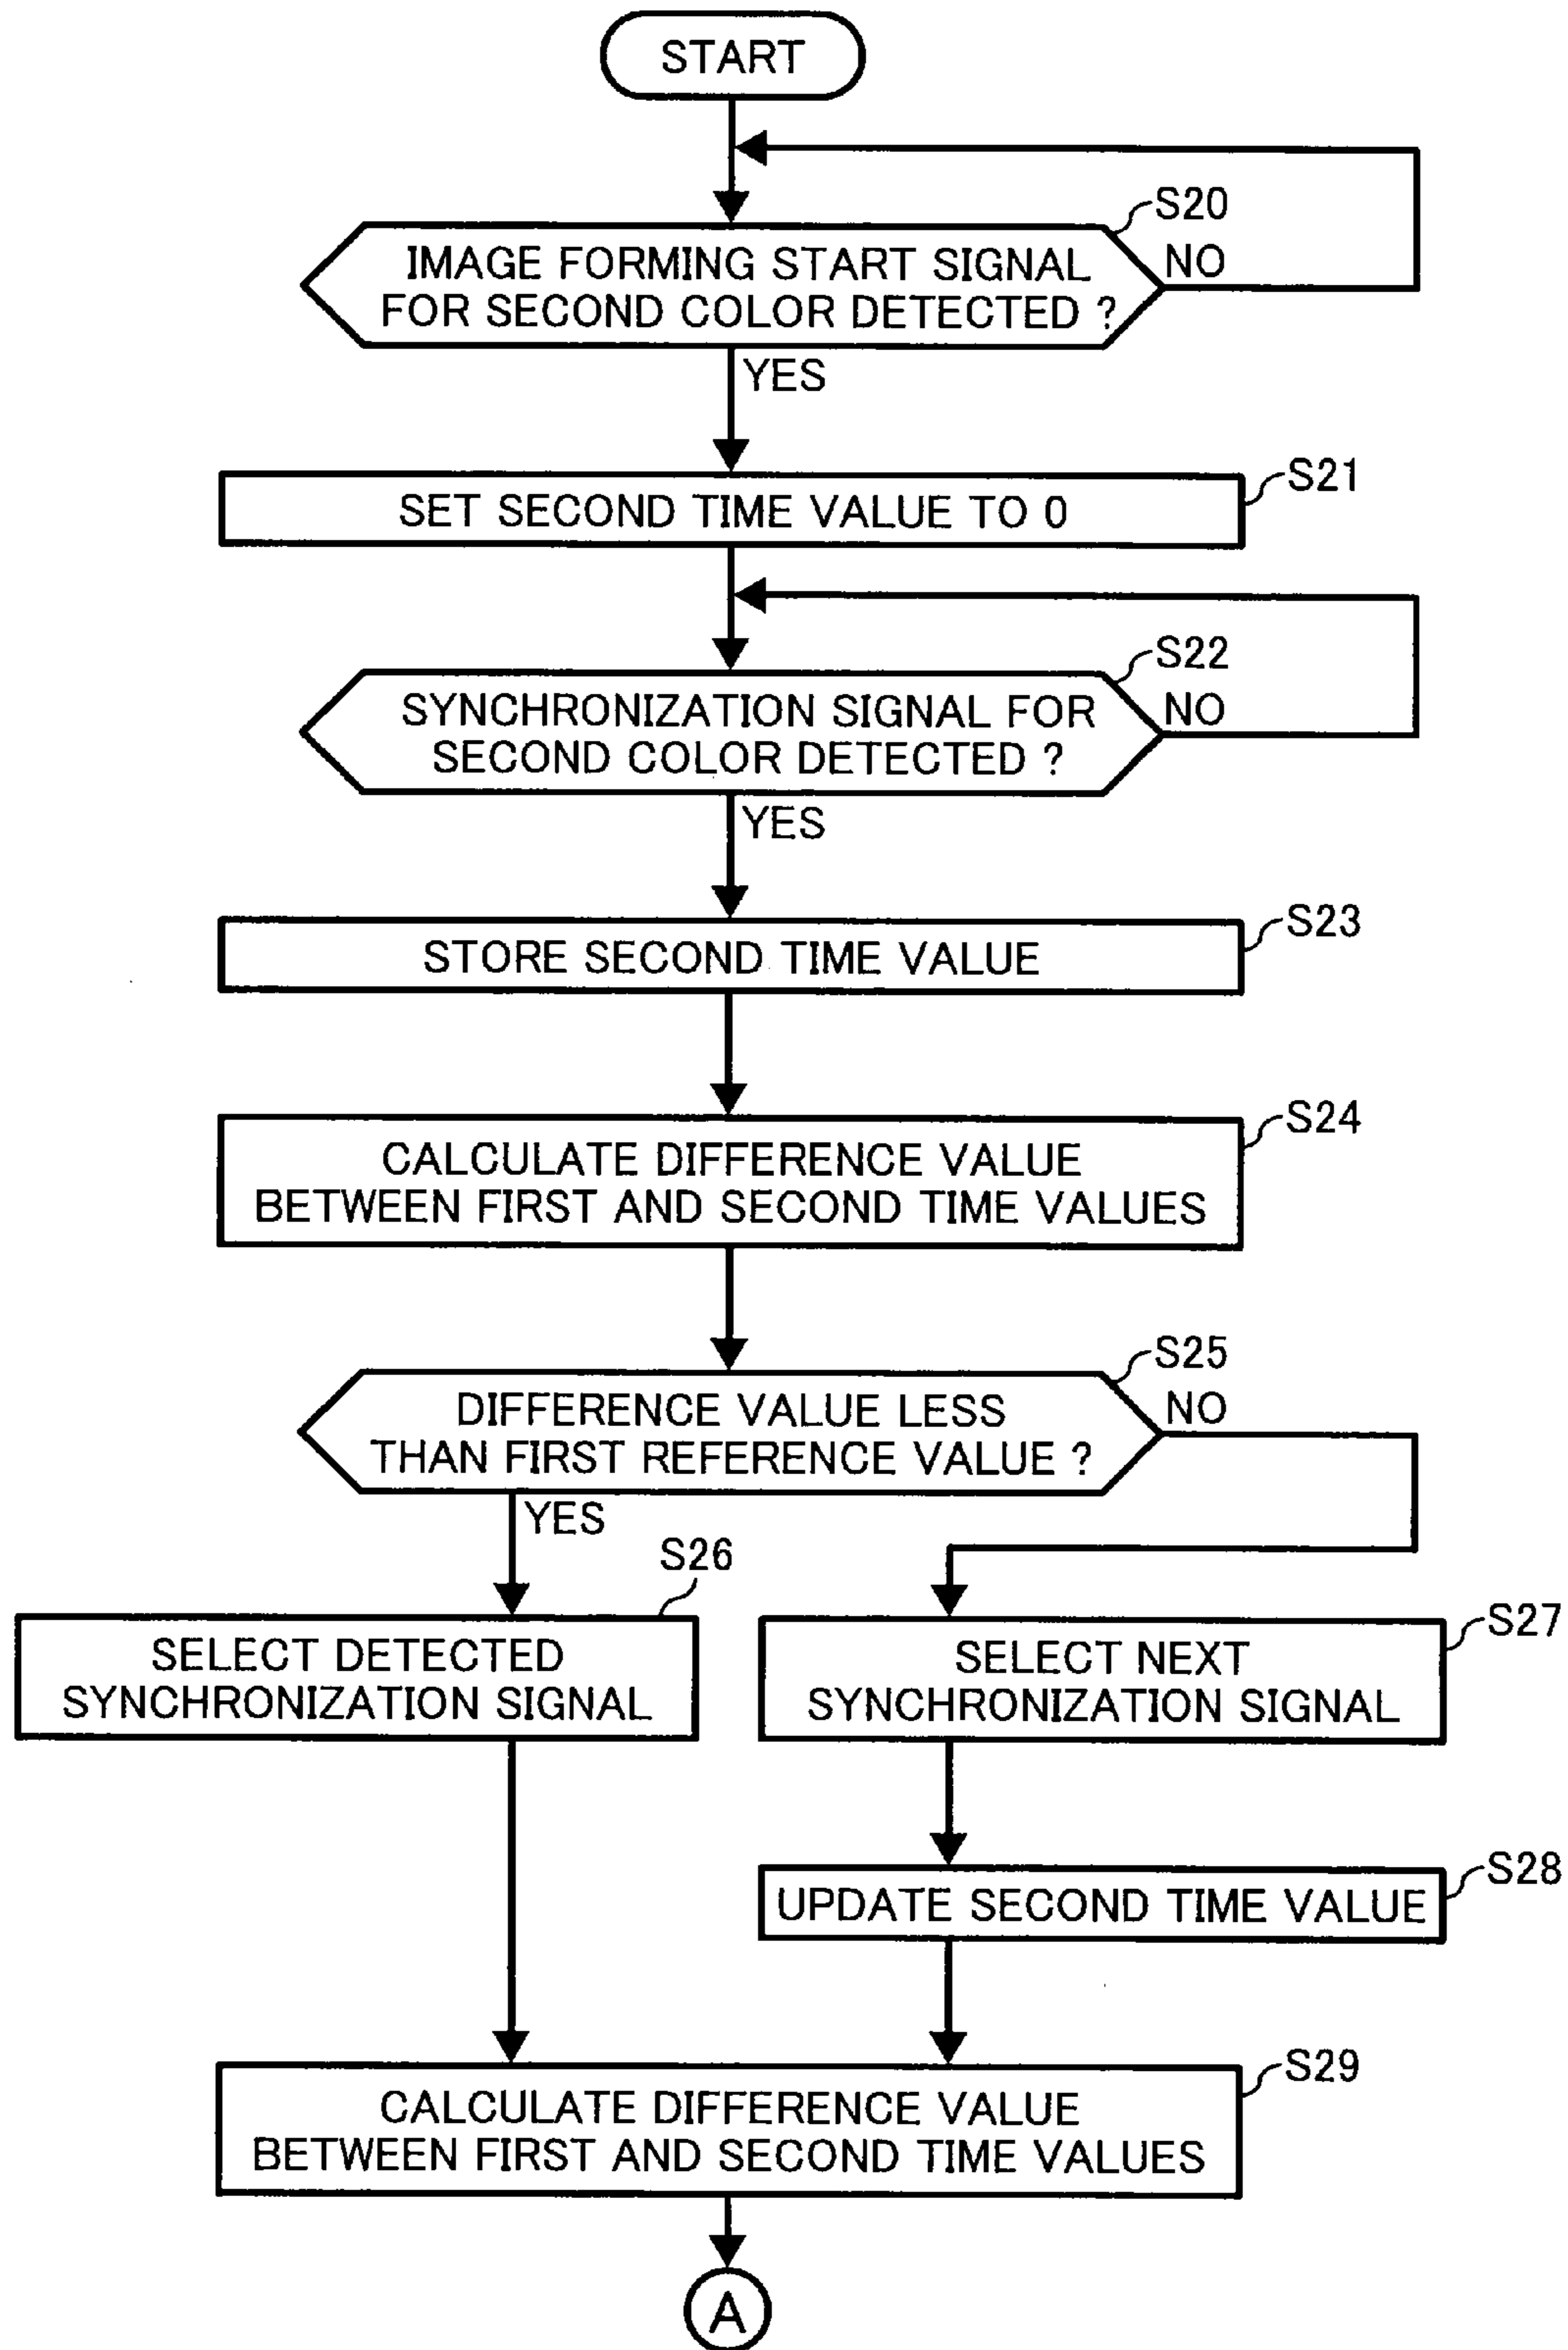 START
S20
IMAGE FORMING START SIGNAL
FOR SECOND COLOR DETECTED ?
NO
YES
S21
SET SECOND TIME VALUE TO 0
S22
SYNCHRONIZATION SIGNAL FOR
SECOND COLOR DETECTED ?
NO
YES
S23
STORE SECOND TIME VALUE
S24
CALCULATE DIFFERENCE VALUE
BETWEEN FIRST AND SECOND TIME VALUES
S25
DIFFERENCE VALUE LESS
THAN FIRST REFERENCE VALUE ?
NO
YES
S26
SELECT DETECTED
SYNCHRONIZATION SIGNAL
S27
SELECT NEXT
SYNCHRONIZATION SIGNAL
S28
UPDATE SECOND TIME VALUE
S29
CALCULATE DIFFERENCE VALUE
BETWEEN FIRST AND SECOND TIME VALUES
A